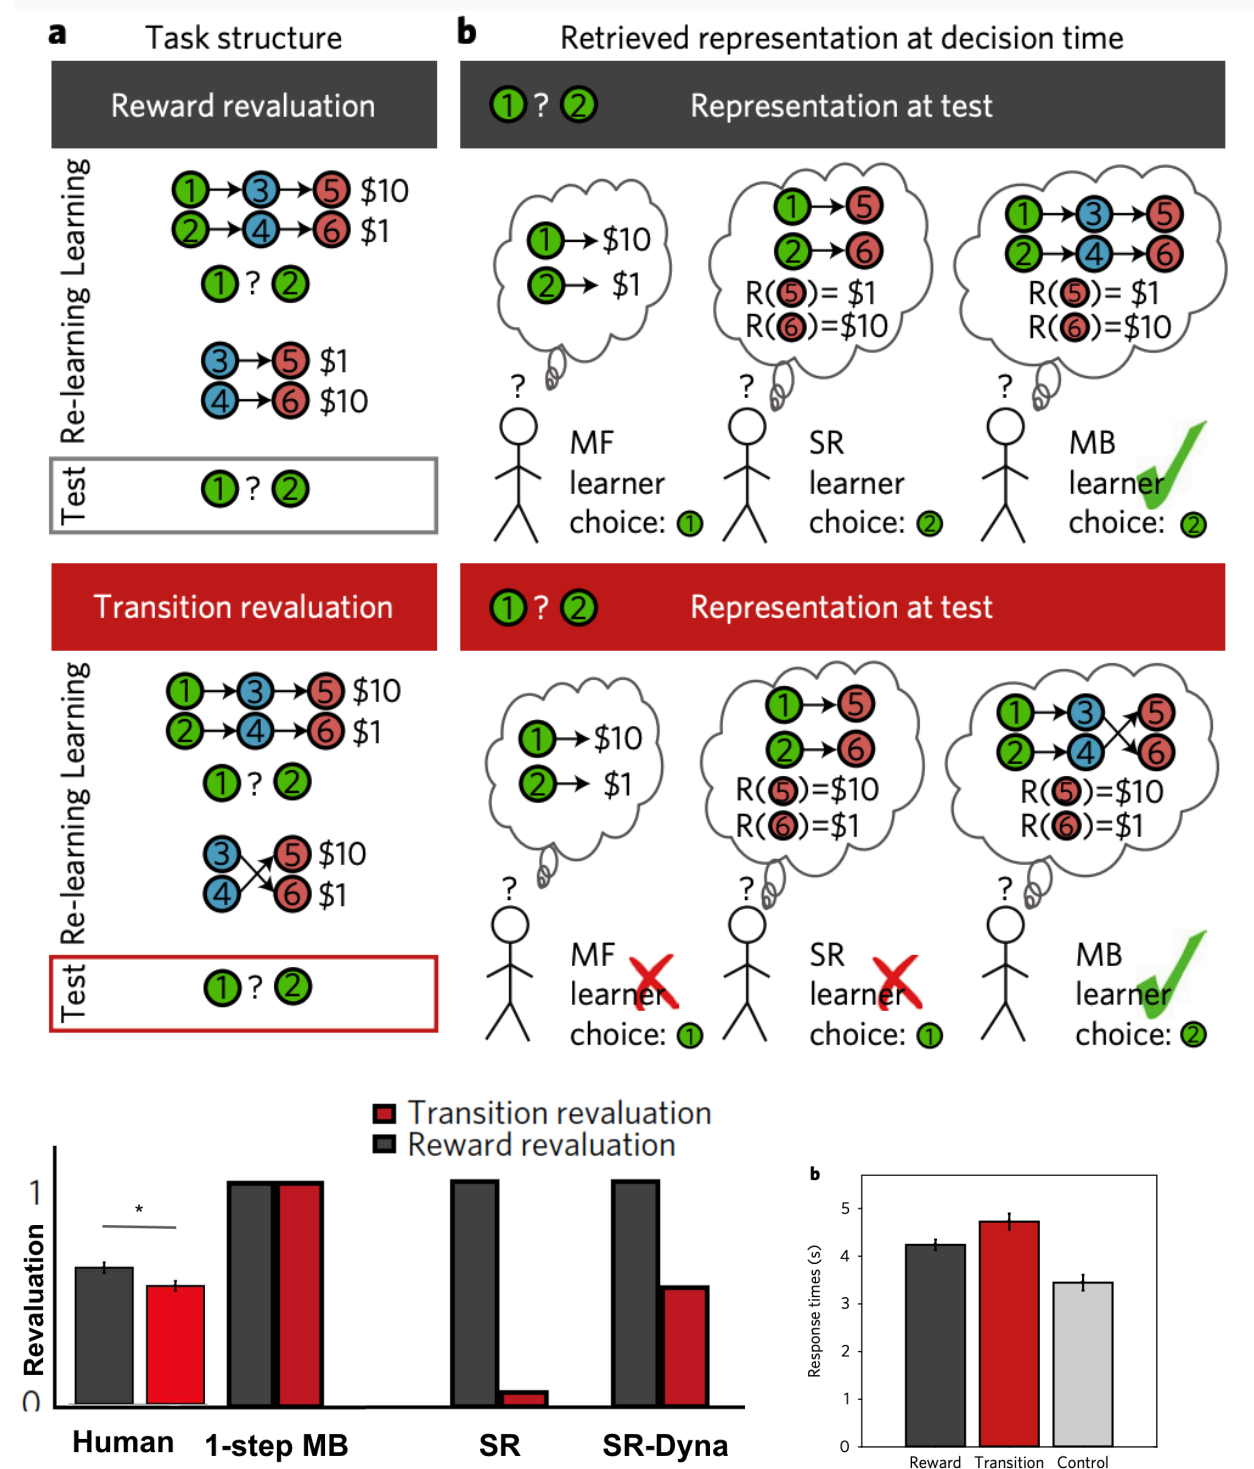 a Task structure
b Retrieved representation at decision time
Reward revaluation
1 ? 2 Representation at test
Learning
1 3 5 $10
2 4 6 $1
1 ? 2
Re-learning
3 5 $1
4 6 $10
Test
1 ? 2
1 $10
2 $1
?
MF
learner
choice: 1
1 5
2 6
R(5)= $1
R(6)=$10
?
SR
learner
choice: 2
1 3 5
2 4 6
R(5)= $1
R(6)=$10
?
MB
learner
choice: 2
Transition revaluation
1 ? 2 Representation at test
Learning
1 3 5 $10
2 4 6 $1
1 ? 2
Re-learning
3 5 $10
4 6 $1
Test
1 ? 2
1 $10
2 $1
?
MF
learner
choice: 1
1 5
2 6
R(5)=$10
R(6)=$1
?
SR
learner
choice: 1
1 3 5
2 4 6
R(5)=$10
R(6)=$1
?
MB
learner
choice: 2
Transition revaluation
Reward revaluation
Revaluation
1
0
*
Human 1-step MB SR SR-Dyna
b
Response times (s)
5
4
3
2
1
0
Reward Transition Control